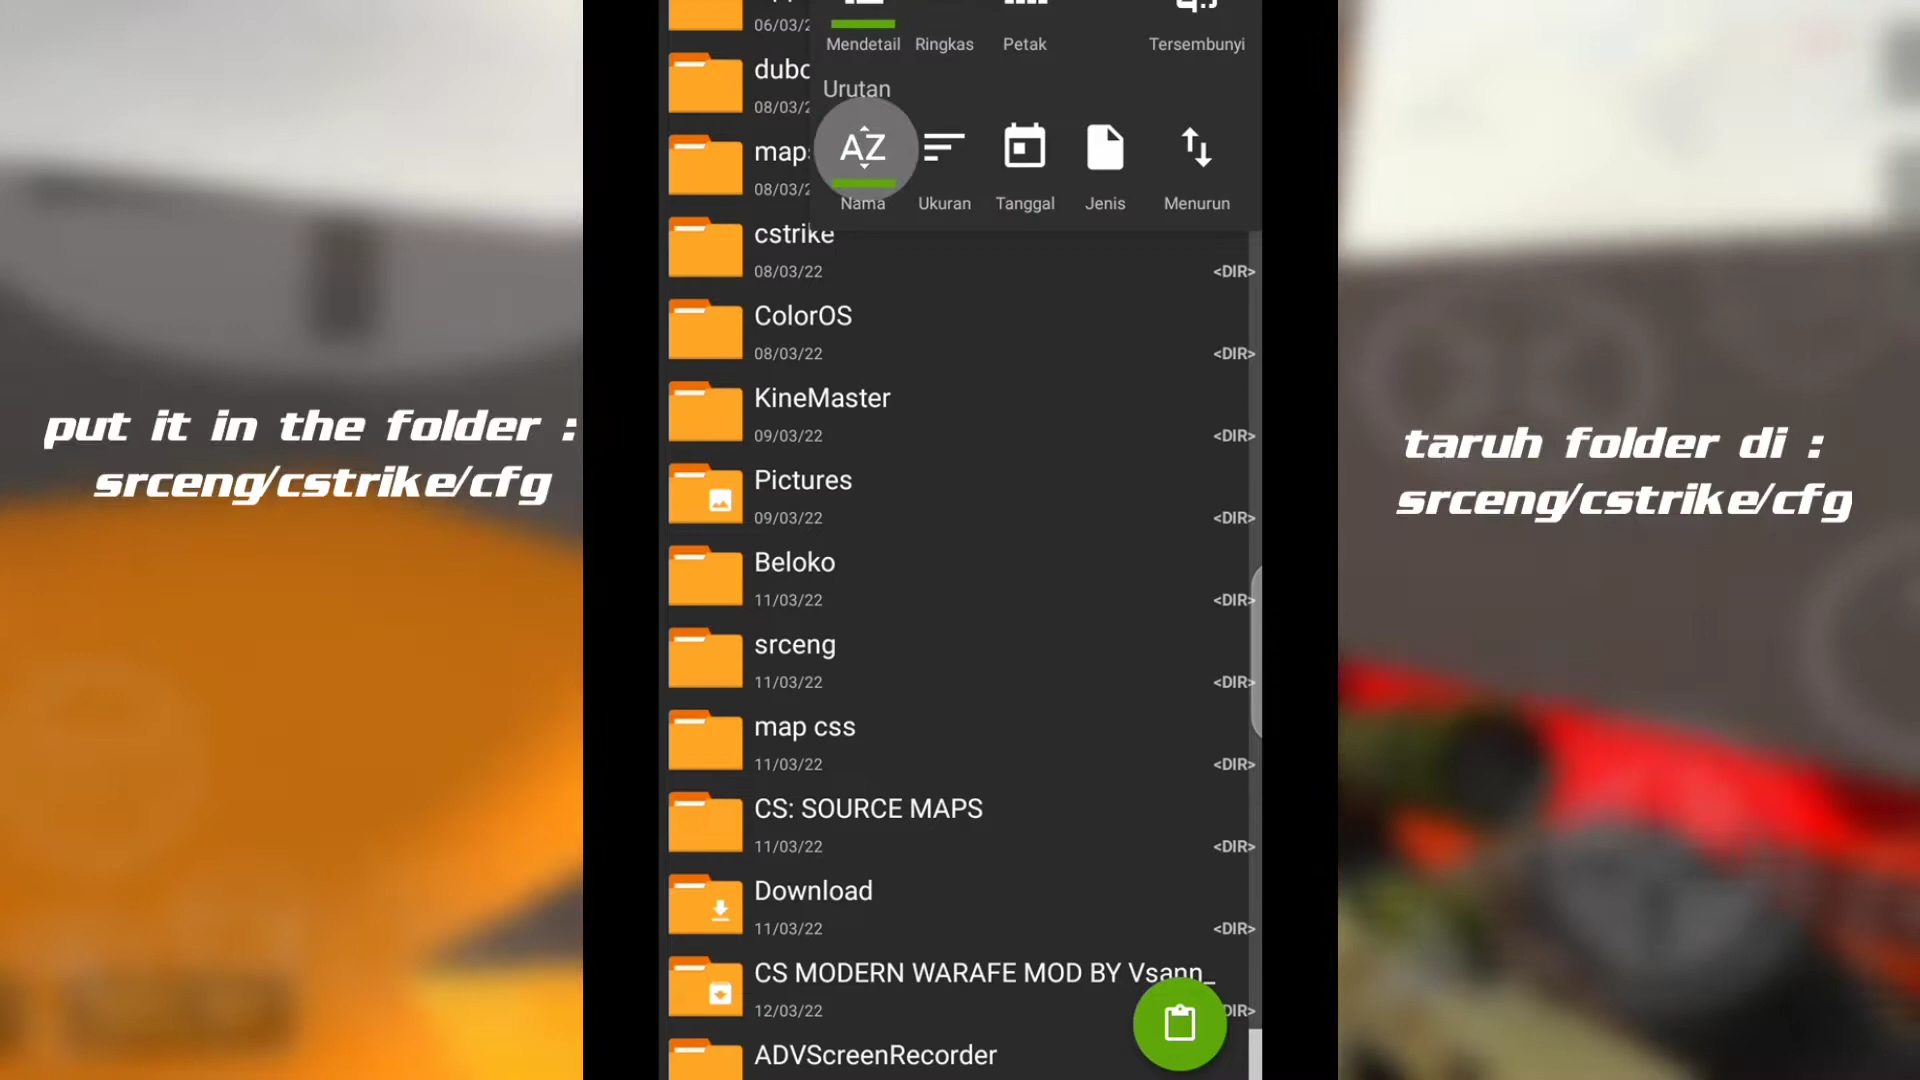 06/03/2
Mendetail
Ringkas
Petak
Tersembunyi
08/03/2
Urutan
AZ
08/03/2
Nama
Ukuran
Tanggal
Jenis
Menurun
cstrike
08/03/22
<DIR>
ColorOS
08/03/22
<DIR>
KineMaster
09/03/22
<DIR>
Pictures
09/03/22
<DIR>
Beloko
11/03/22
<DIR>
srceng
11/03/22
<DIR>
map css
11/03/22
<DIR>
CS: SOURCE MAPS
11/03/22
<DIR>
Download
11/03/22
<DIR>
CS MODERN WARAFE MOD BY Vsann_
12/03/22
DIR>
ADVScreenRecorder
put it in the folder :
srceng/cstrike/cfg
taruh folder di :
srceng/cstrike/cfg